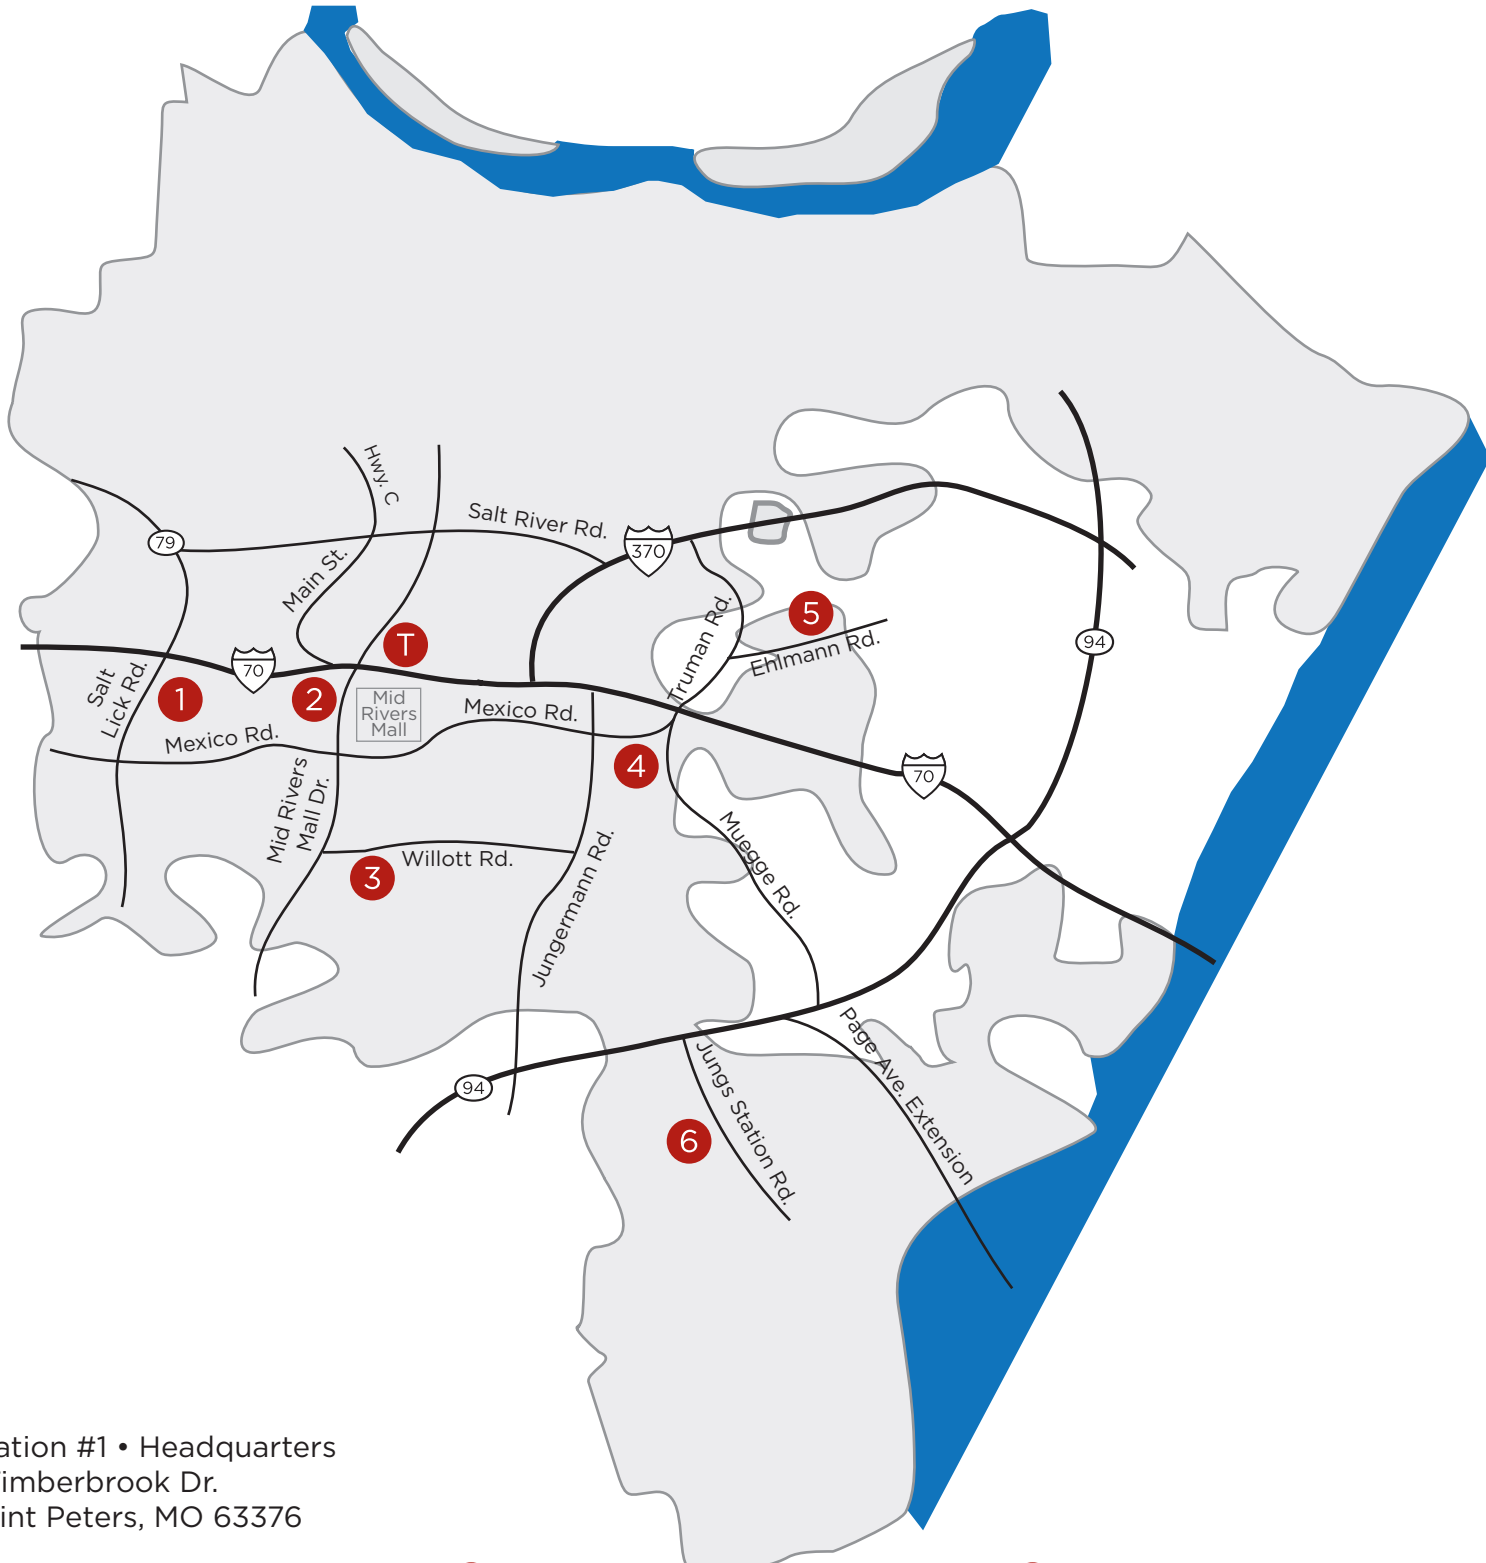 Hwy. C
Salt River Rd.
79
370
Main St.
Truman Rd.
5
Ehlmann Rd.
94
T
70
Salt
Lick Rd.
1
2
Mid
Rivers
Mall
Mexico Rd.
Mexico Rd.
4
70
Mid Rivers
Mall Dr.
Muegge Rd.
Willott Rd.
3
Jungermann Rd.
Page Ave. Extension
94
Jungs Station Rd.
6
ation #1 • Headquarters
imberbrook Dr.
int Peters, MO 63376